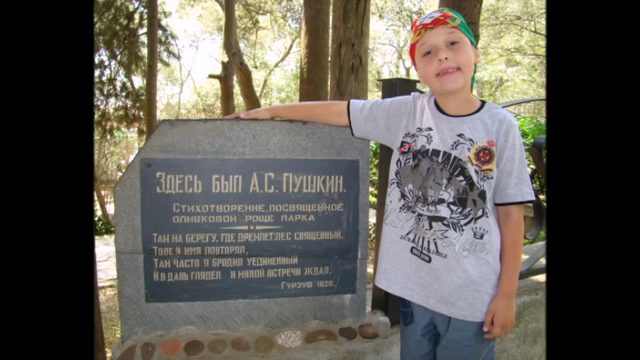 ЗДЕСЬ БЫЛ А.С. ПУШКИН.
СТИХОТВОРЕНИЕ, ПОСВЯЩЕННОЕ
ОЛИВКОВОЙ РОЩЕ ПАРКА
ТАМ НА БЕРЕГУ, ГДЕ ДРЕМЛЕТ ЛЕС СВЯЩЕННЫЙ,
ТВОЕ Я ИМЯ ПОВТОРЯЛ,
ТАМ ЧАСТО Я БРОДИЛ УЕДИНЕННЫЙ
И В ДАЛЬ ГЛЯДЕЛ И МИЛОЙ ВСТРЕЧИ ЖДАЛ.
ГУРЗУФ 1820.